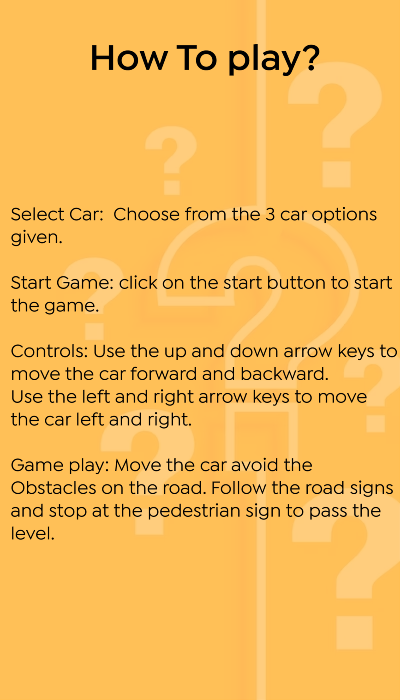 How To play?
Select Car:  Choose from the 3 car options
given.
Start Game: click on the start button to start
the game.
Controls: Use the up and down arrow keys to
move the car forward and backward.
Use the left and right arrow keys to move
the car left and right.
Game play: Move the car avoid the
Obstacles on the road. Follow the road signs
and stop at the pedestrian sign to pass the
level.